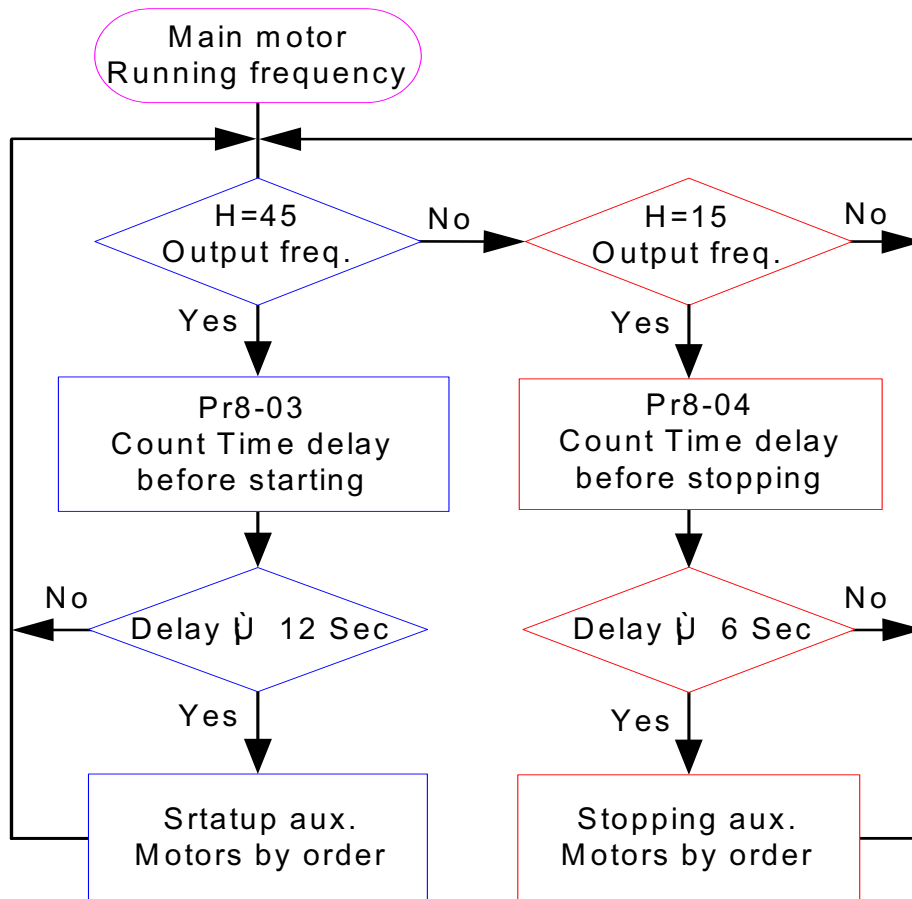 Main motor
Running frequency
H=45
Output freq.
No
H=15
Output freq.
No
Yes
Yes
Pr8-03
Count Time delay
before starting
Pr8-04
Count Time delay
before stopping
No
Delay 12 Sec
Delay 6 Sec
No
Yes
Yes
Srtatup aux.
Motors by order
Stopping aux.
Motors by order